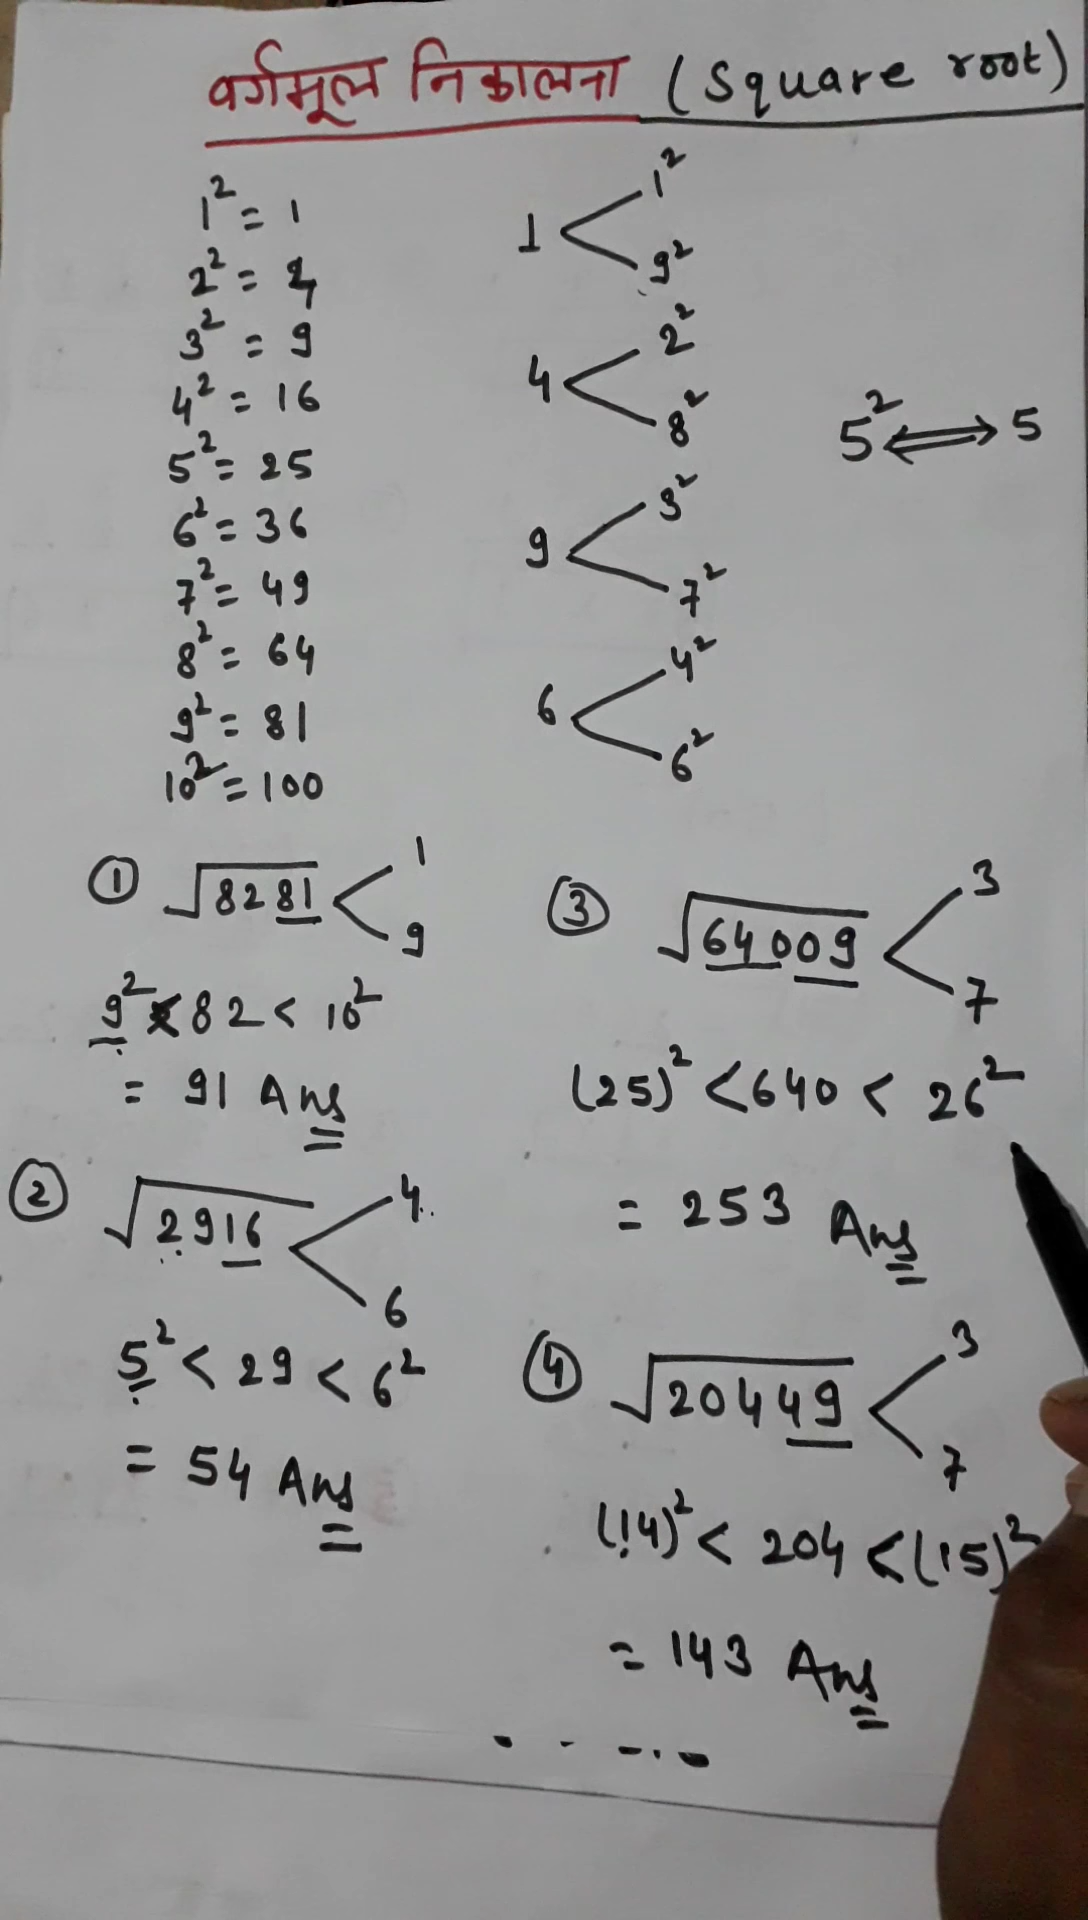 वर्गमूल निकालना (Square root)
1² = 1
2² = 4
3² = 9
4² = 16
5² = 25
6² = 36
7² = 49
8² = 64
9² = 81
10² = 100
1 < 1²
9²
4 < 2²
8²
9 < 3²
7²
6 < 4²
6²
5² ⟺ 5
① √8281 < 1
9
9² < 82 < 10²
= 91 Ans
② √2916 < 4
6
5² < 29 < 6²
= 54 Ans
③ √64009 < 3
7
(25)² < 640 < 26²
= 253 Ans
④ √20449 < 3
7
(14)² < 204 < (15)²
= 143 Ans